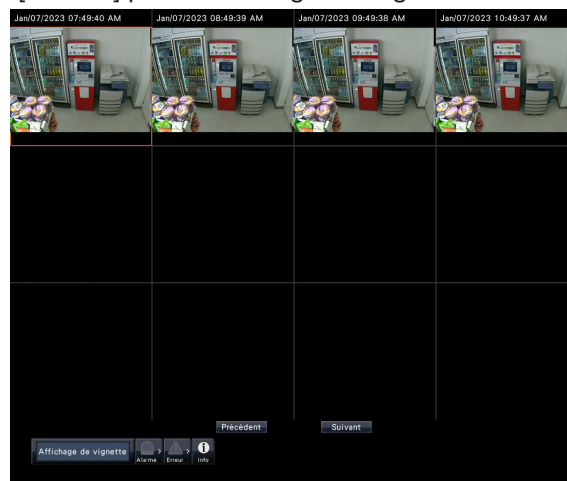 Jan/07/2023 07:49:40 AM
Jan/07/2023 08:49:39 AM
Jan/07/2023 09:49:38 AM
Jan/07/2023 10:49:37 AM
Précédent
Suivant
Affichage de vignette
Alarme
Erreur
Info